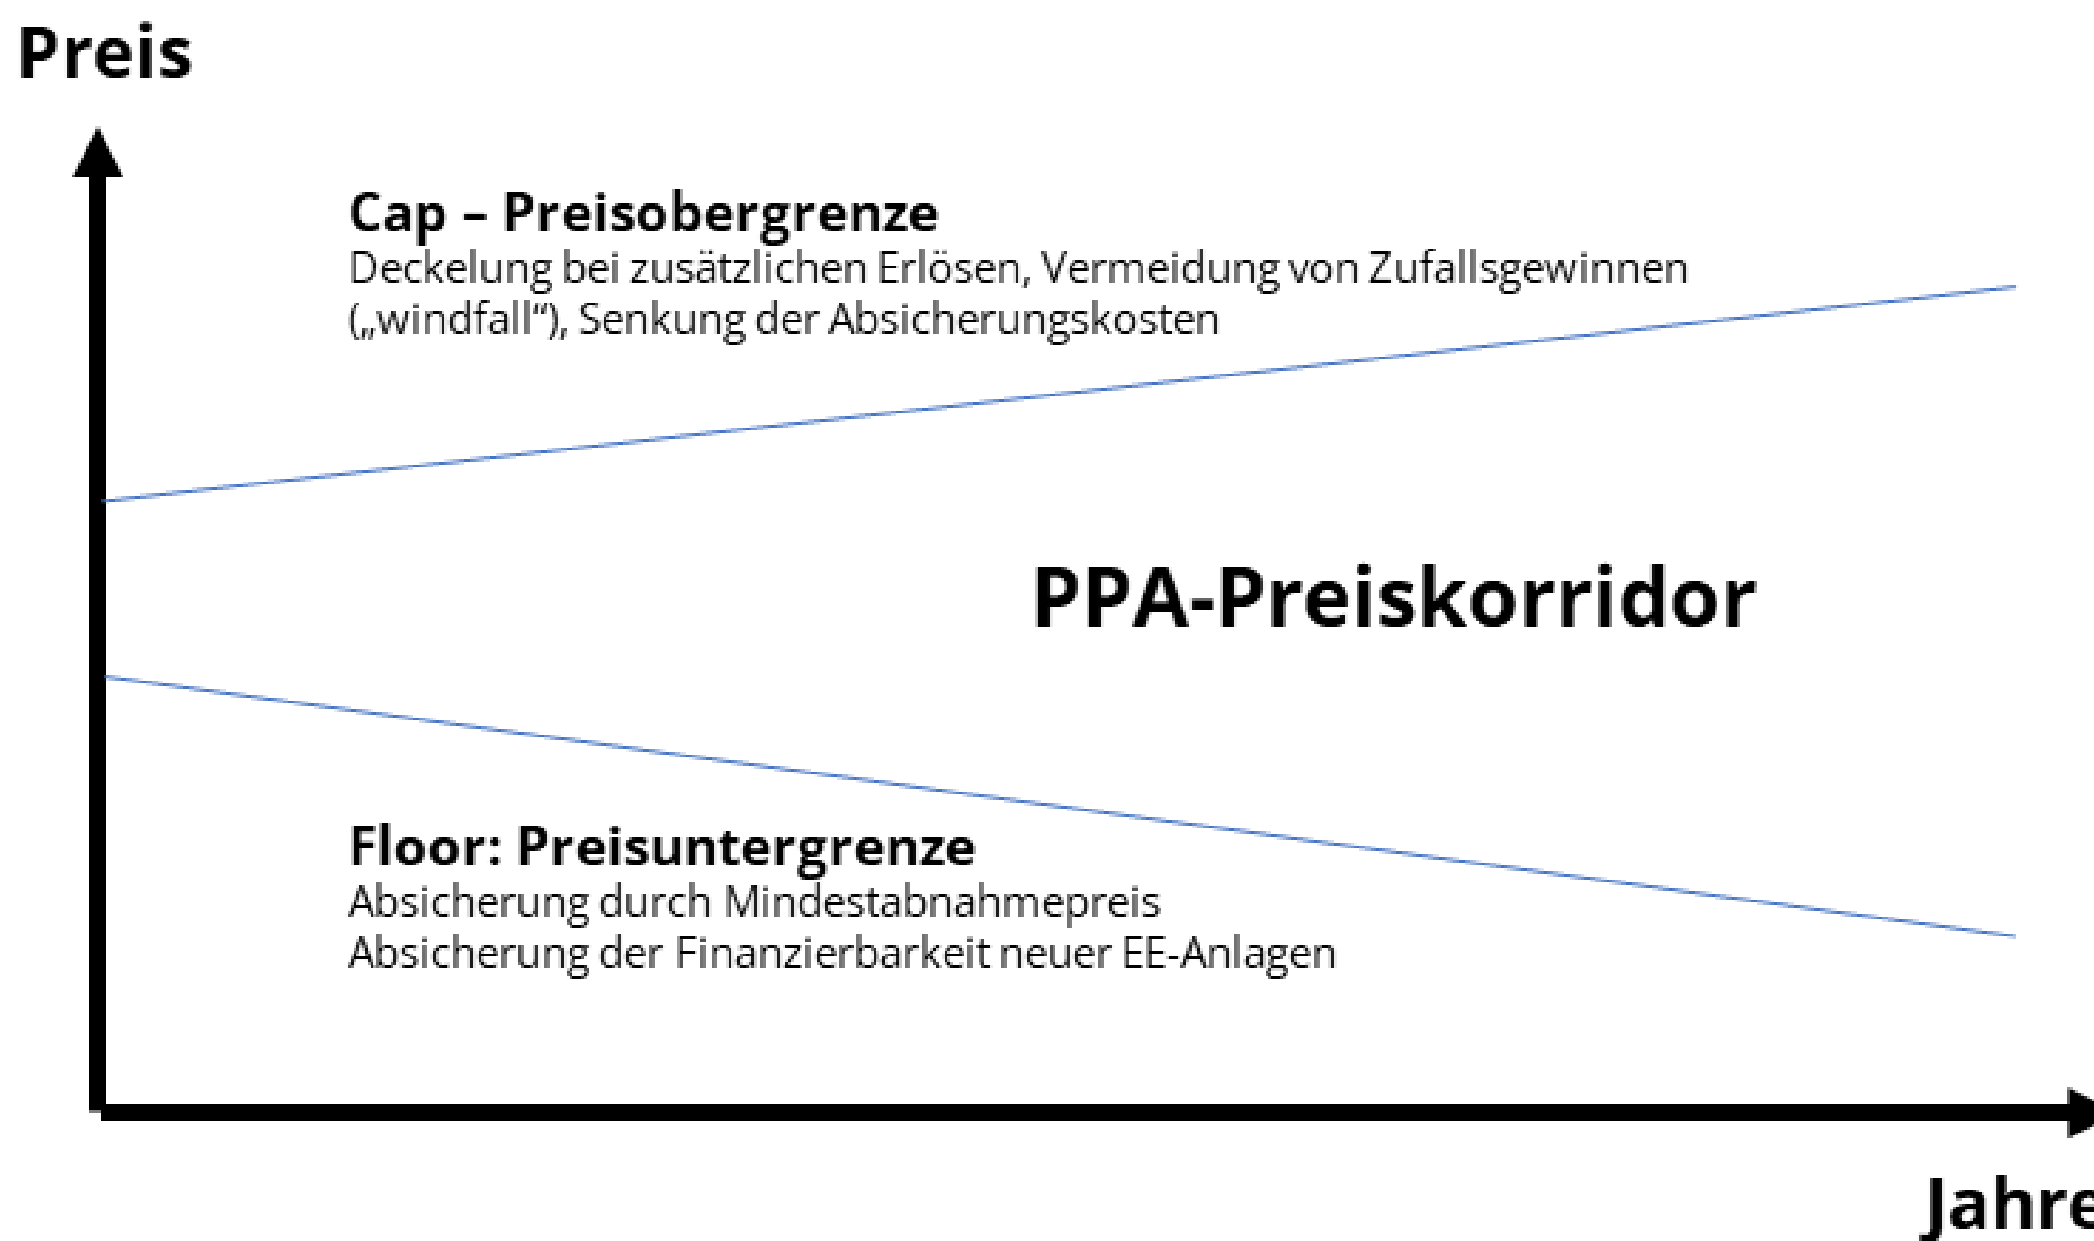 Preis
Cap – Preisobergrenze
Deckelung bei zusätzlichen Erlösen, Vermeidung von Zufallsgewinnen
(„windfall“), Senkung der Absicherungskosten
PPA-Preiskorridor
Floor: Preisuntergrenze
Absicherung durch Mindestabnahmepreis
Absicherung der Finanzierbarkeit neuer EE-Anlagen
Jahre